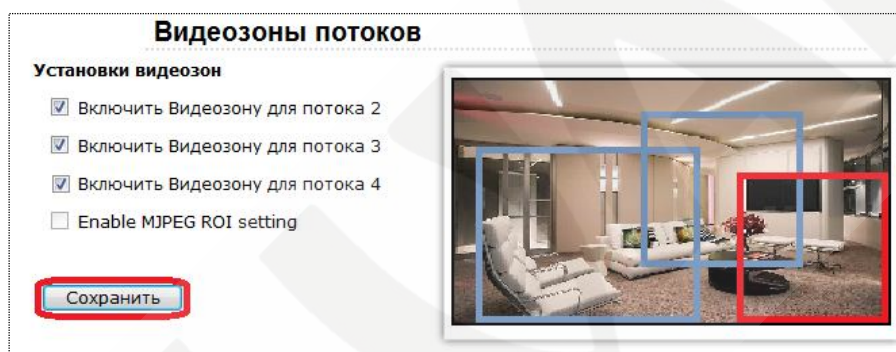 Видеозоны потоков
Установки видеозон
Включить Видеозону для потока 2
Включить Видеозону для потока 3
Включить Видеозону для потока 4
Enable MJPEG ROI setting
Сохранить